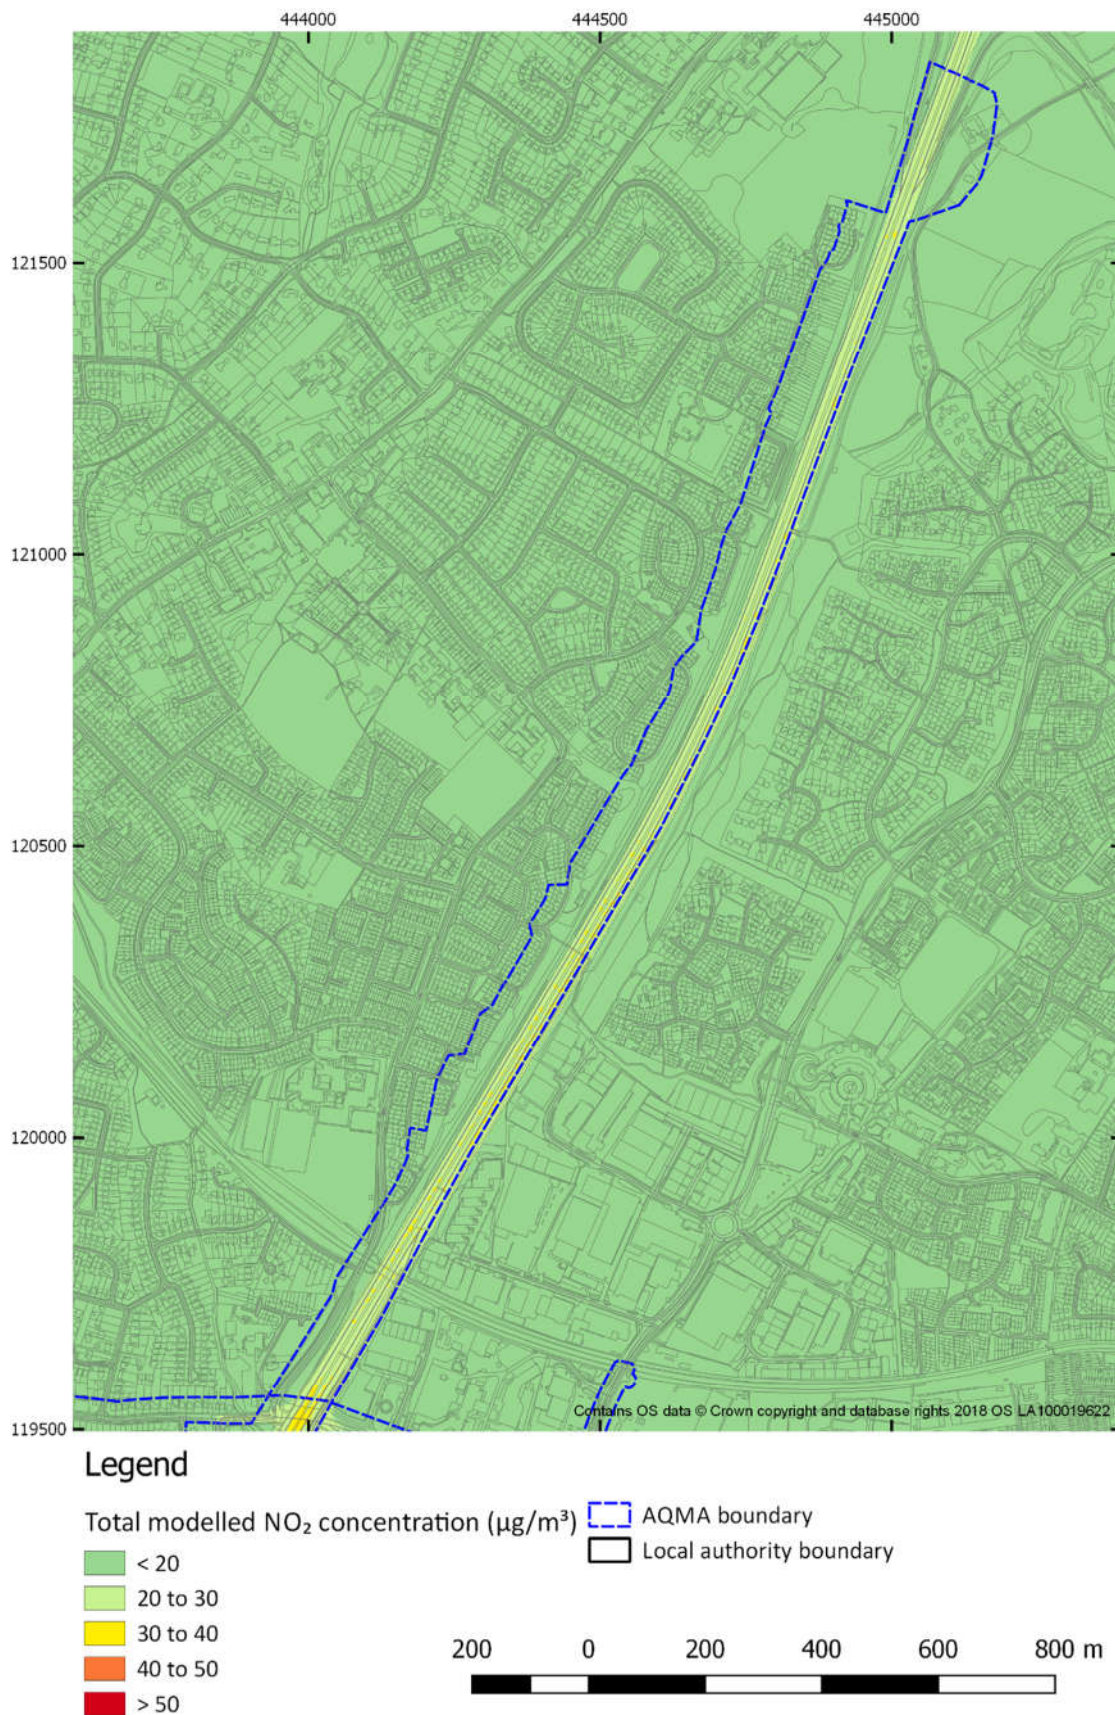 444000 444500 445000
121500
121000
120500
120000
119500
Contains OS data © Crown copyright and database rights 2018 OS LA100019622
Legend
Total modelled NO₂ concentration (µg/m³)
< 20
20 to 30
30 to 40
40 to 50
> 50
AQMA boundary
Local authority boundary
200 0 200 400 600 800 m